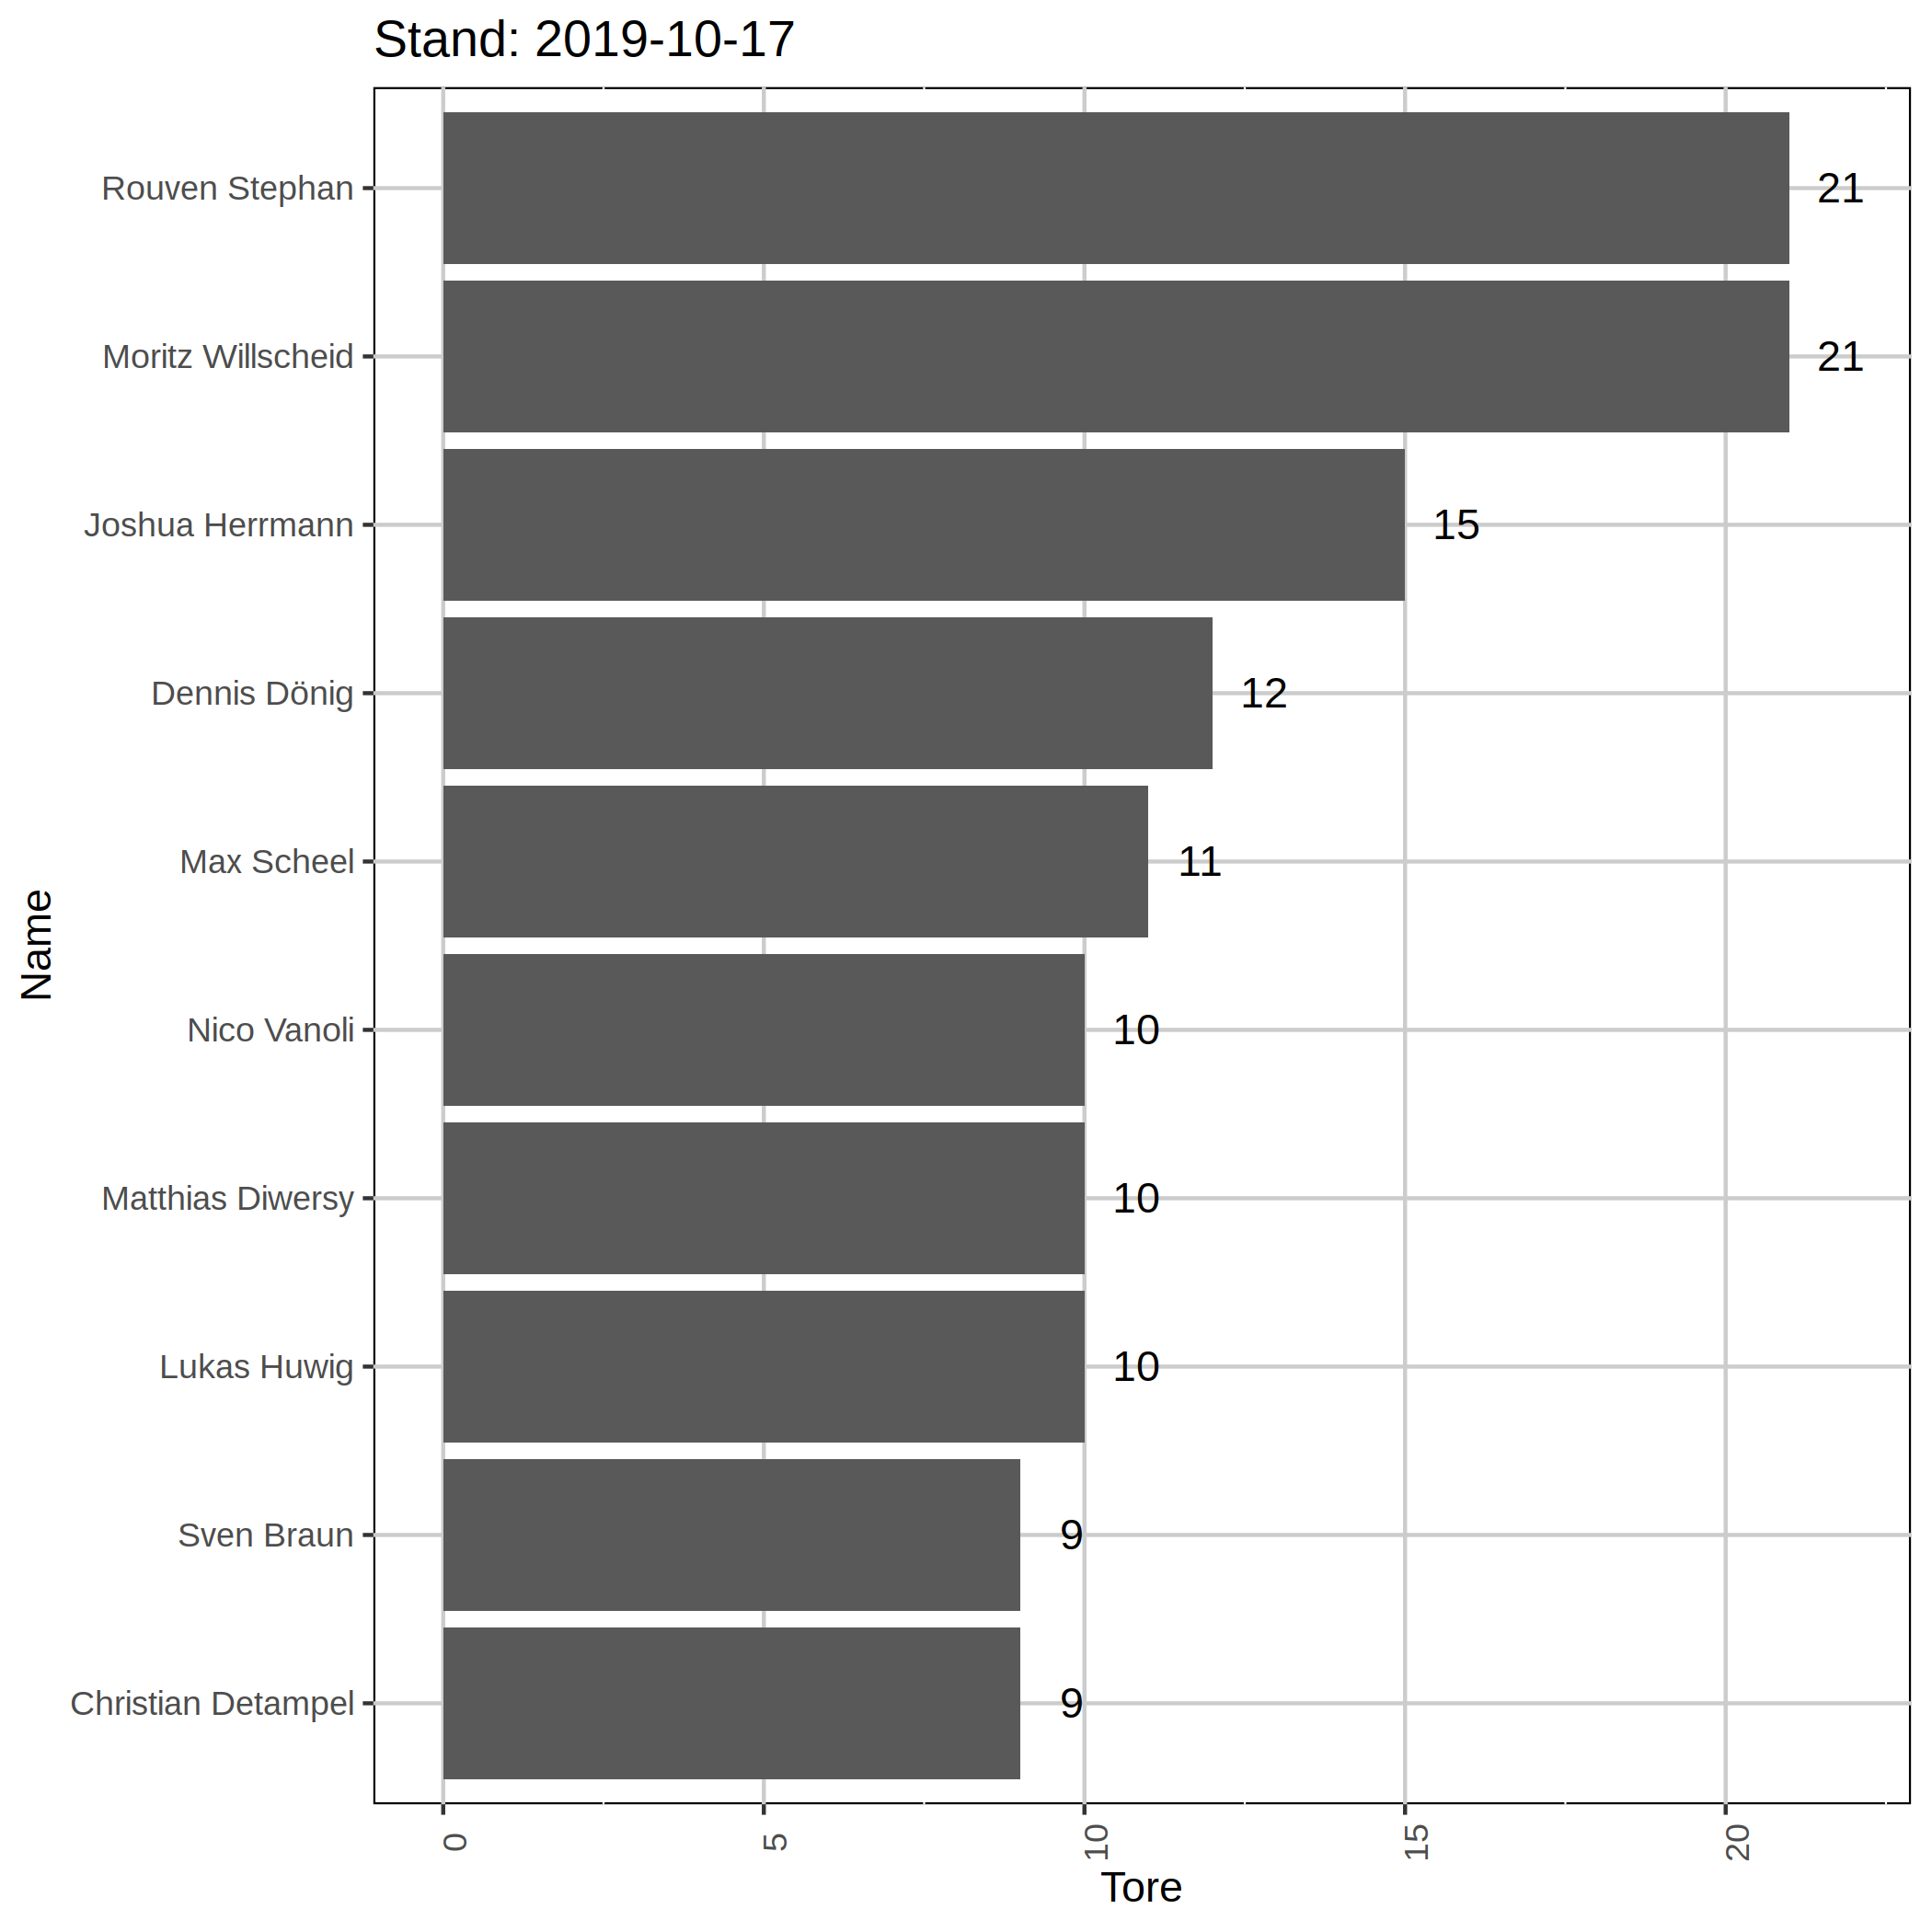 Stand: 2019-10-17
Rouven Stephan 21
Moritz Willscheid 21
Joshua Herrmann 15
Dennis Dönig 12
Max Scheel 11
Nico Vanoli 10
Matthias Diwersy 10
Lukas Huwig 10
Sven Braun 9
Christian Detampel 9
Name
0 5 10 15 20
Tore